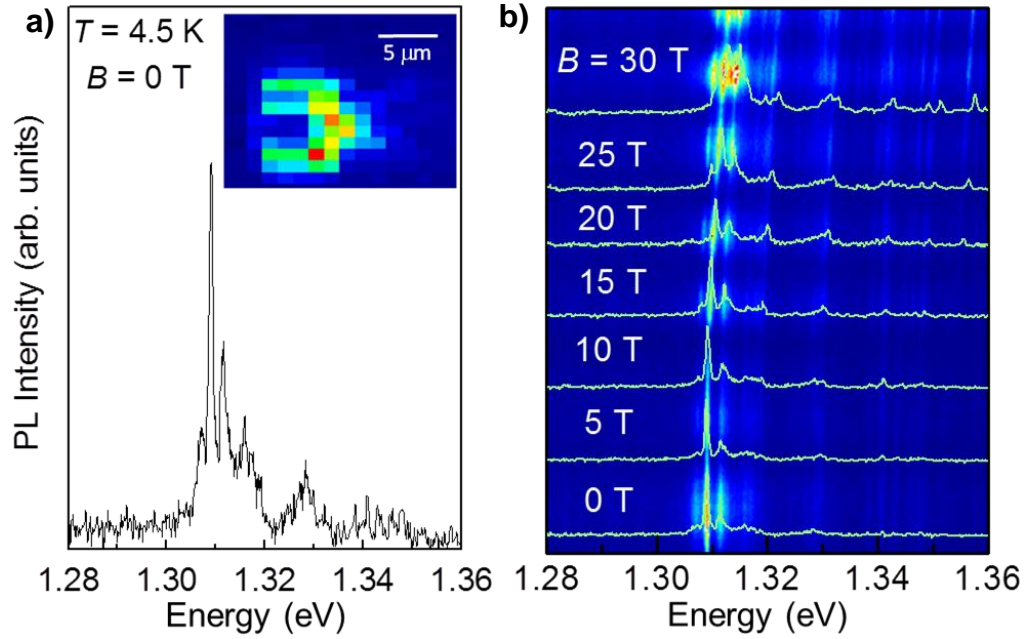 a)
T = 4.5 K
B = 0 T
5 μm
PL Intensity (arb. units)
1.28 1.30 1.32 1.34 1.36
Energy (eV)
b)
B = 30 T
25 T
20 T
15 T
10 T
5 T
0 T
1.28 1.30 1.32 1.34 1.36
Energy (eV)